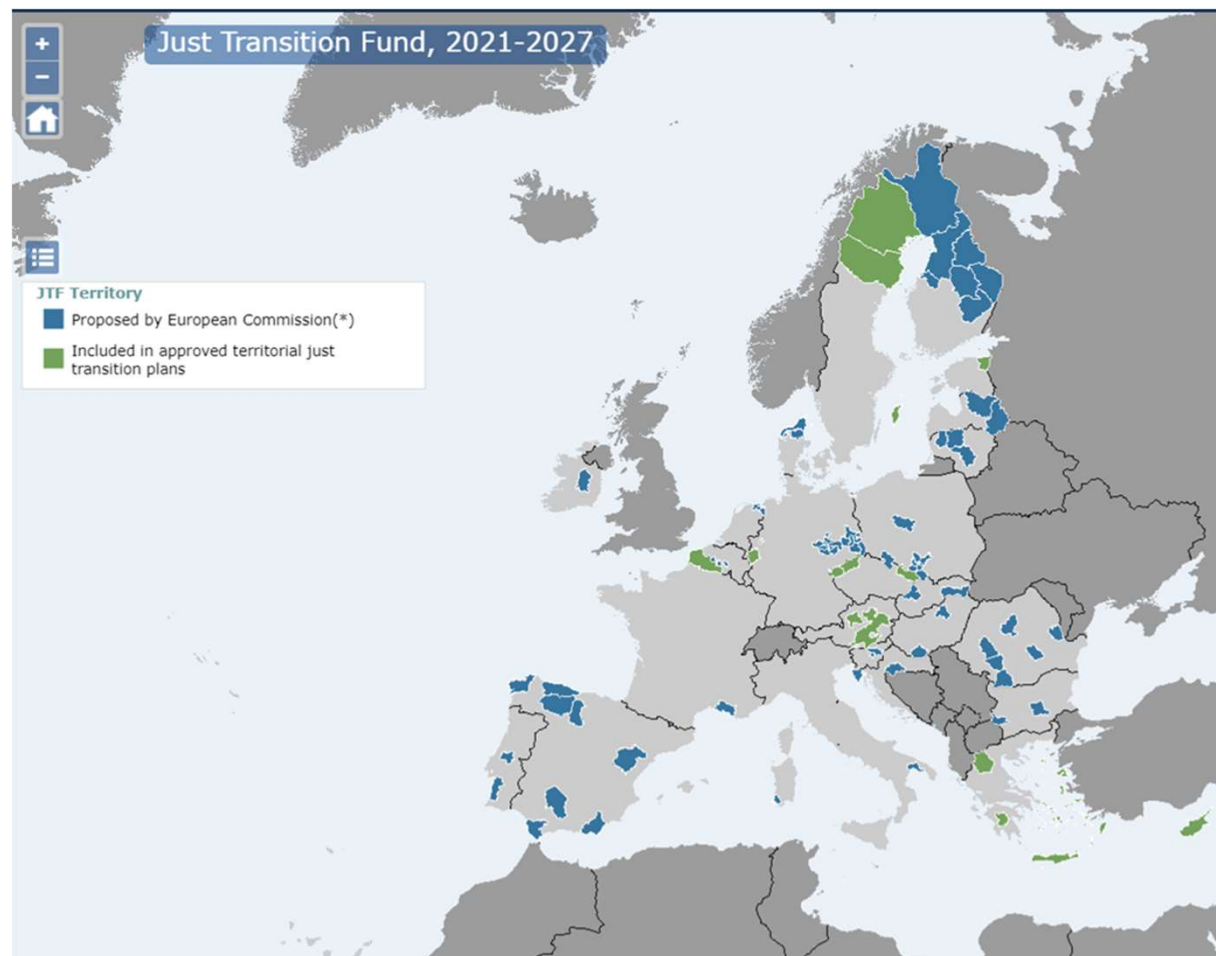 +
Just Transition Fund, 2021-2027
−
JTF Territory
Proposed by European Commission(*)
Included in approved territorial just
transition plans